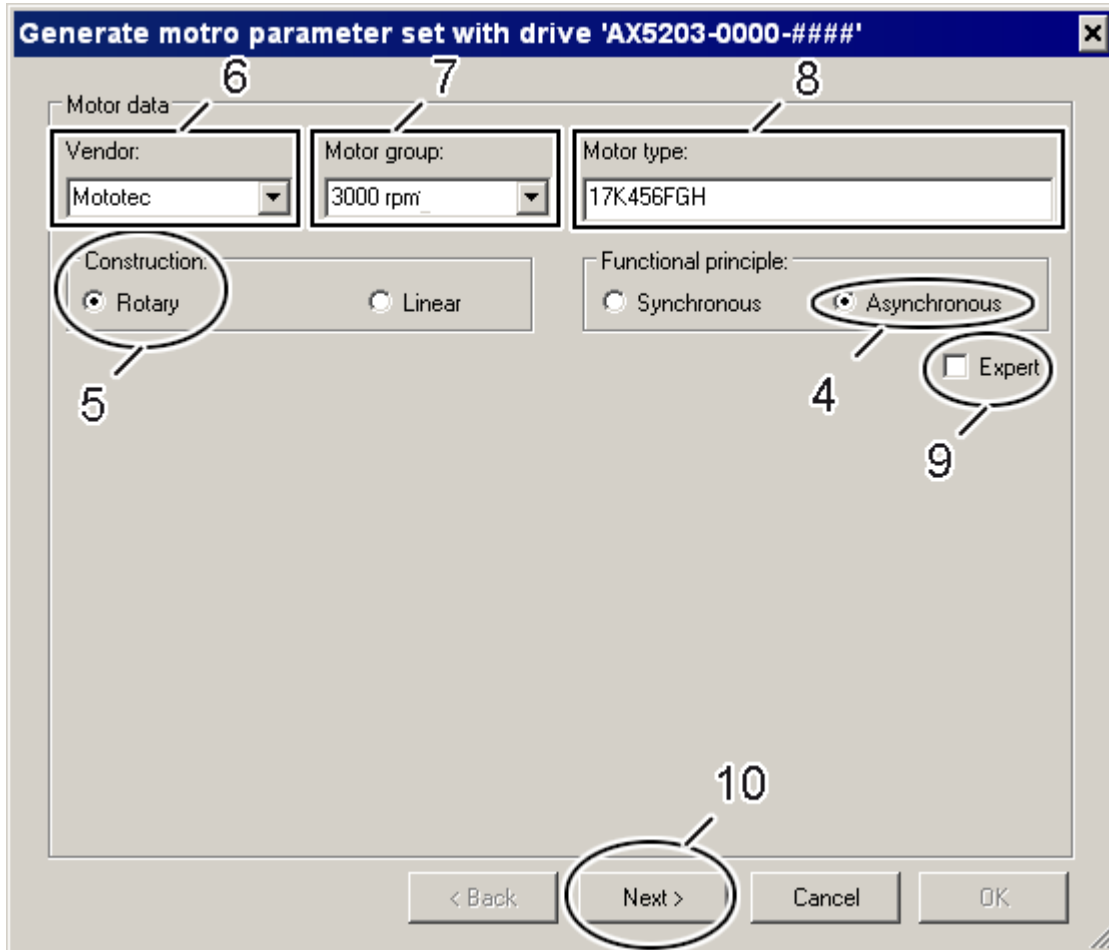 Generate motro parameter set with drive 'AX5203-0000-####'
6 7 8
Motor data
Vendor: Motor group: Motor type:
Mototec 3000 rpm 17K456FGH
Construction: Functional principle:
Rotary Linear Synchronous Asynchronous
Expert
5 4 9
10
< Back Next > Cancel OK